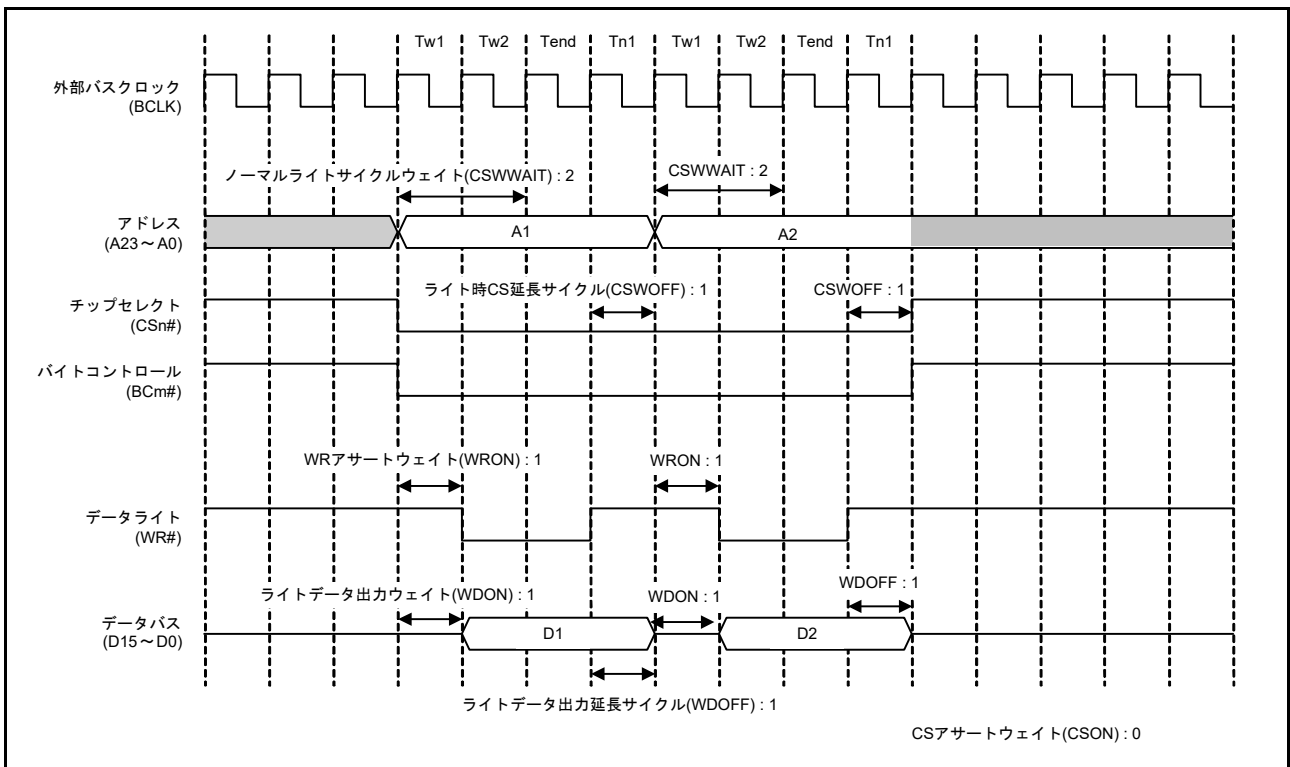 Tw1 Tw2 Tend Tn1 Tw1 Tw2 Tend Tn1
外部バスクロック
(BCLK)
ノーマルライトサイクルウェイト(CSWWAIT) : 2
CSWWAIT : 2
アドレス
(A23～A0)
A1
A2
ライト時CS延長サイクル(CSWOFF) : 1
CSWOFF : 1
チップセレクト
(CSn#)
バイトコントロール
(BCm#)
WRアサートウェイト(WRON) : 1
WRON : 1
データライト
(WR#)
ライトデータ出力ウェイト(WDON) : 1
WDON : 1
WDOFF : 1
データバス
(D15～D0)
D1
D2
ライトデータ出力延長サイクル(WDOFF) : 1
CSアサートウェイト(CSON) : 0